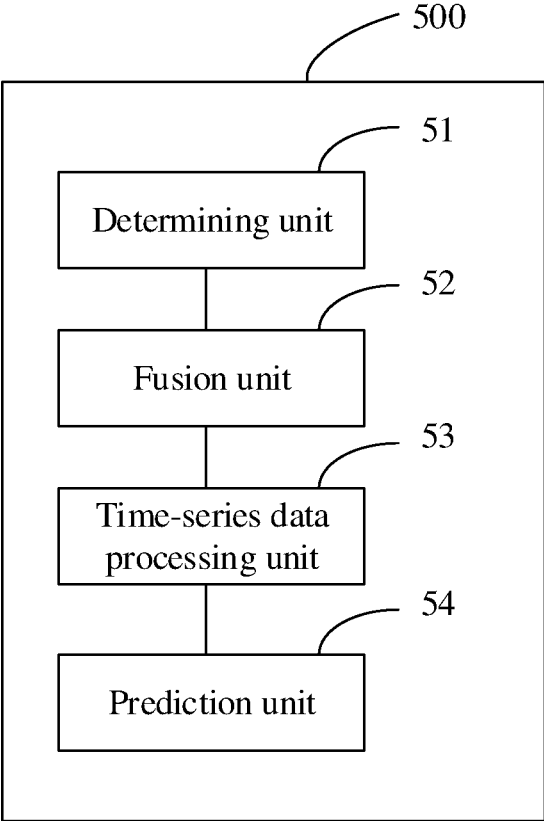 500
51
Determining unit
52
Fusion unit
53
Time-series data
processing unit
54
Prediction unit